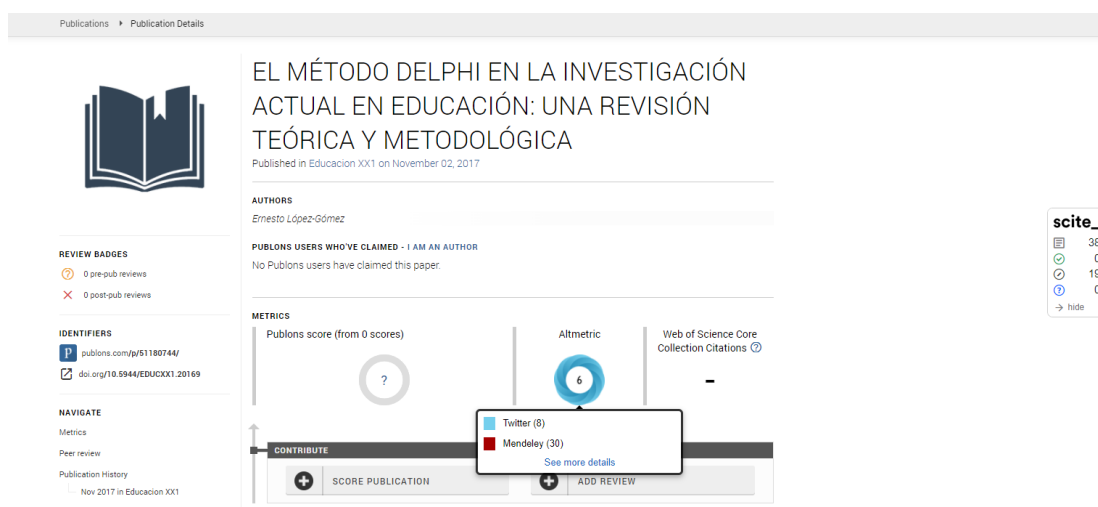 Publications ▸ Publication Details
EL MÉTODO DELPHI EN LA INVESTIGACIÓN
ACTUAL EN EDUCACIÓN: UNA REVISIÓN
TEÓRICA Y METODOLÓGICA
Published in Educacion XX1 on November 02, 2017
AUTHORS
Ernesto López-Gómez
PUBLONS USERS WHO'VE CLAIMED - I AM AN AUTHOR
No Publons users have claimed this paper.
REVIEW BADGES
0 pre-pub reviews
0 post-pub reviews
IDENTIFIERS
publons.com/p/51180744/
doi.org/10.5944/EDUCXX1.20169
NAVIGATE
Metrics
Peer review
Publication History
Nov 2017 in Educacion XX1
METRICS
Publons score (from 0 scores)
?
Altmetric
6
Web of Science Core
Collection Citations ?
-
Twitter (8)
Mendeley (30)
See more details
CONTRIBUTE
SCORE PUBLICATION
ADD REVIEW
scite_
38
0
19
0
→ hide